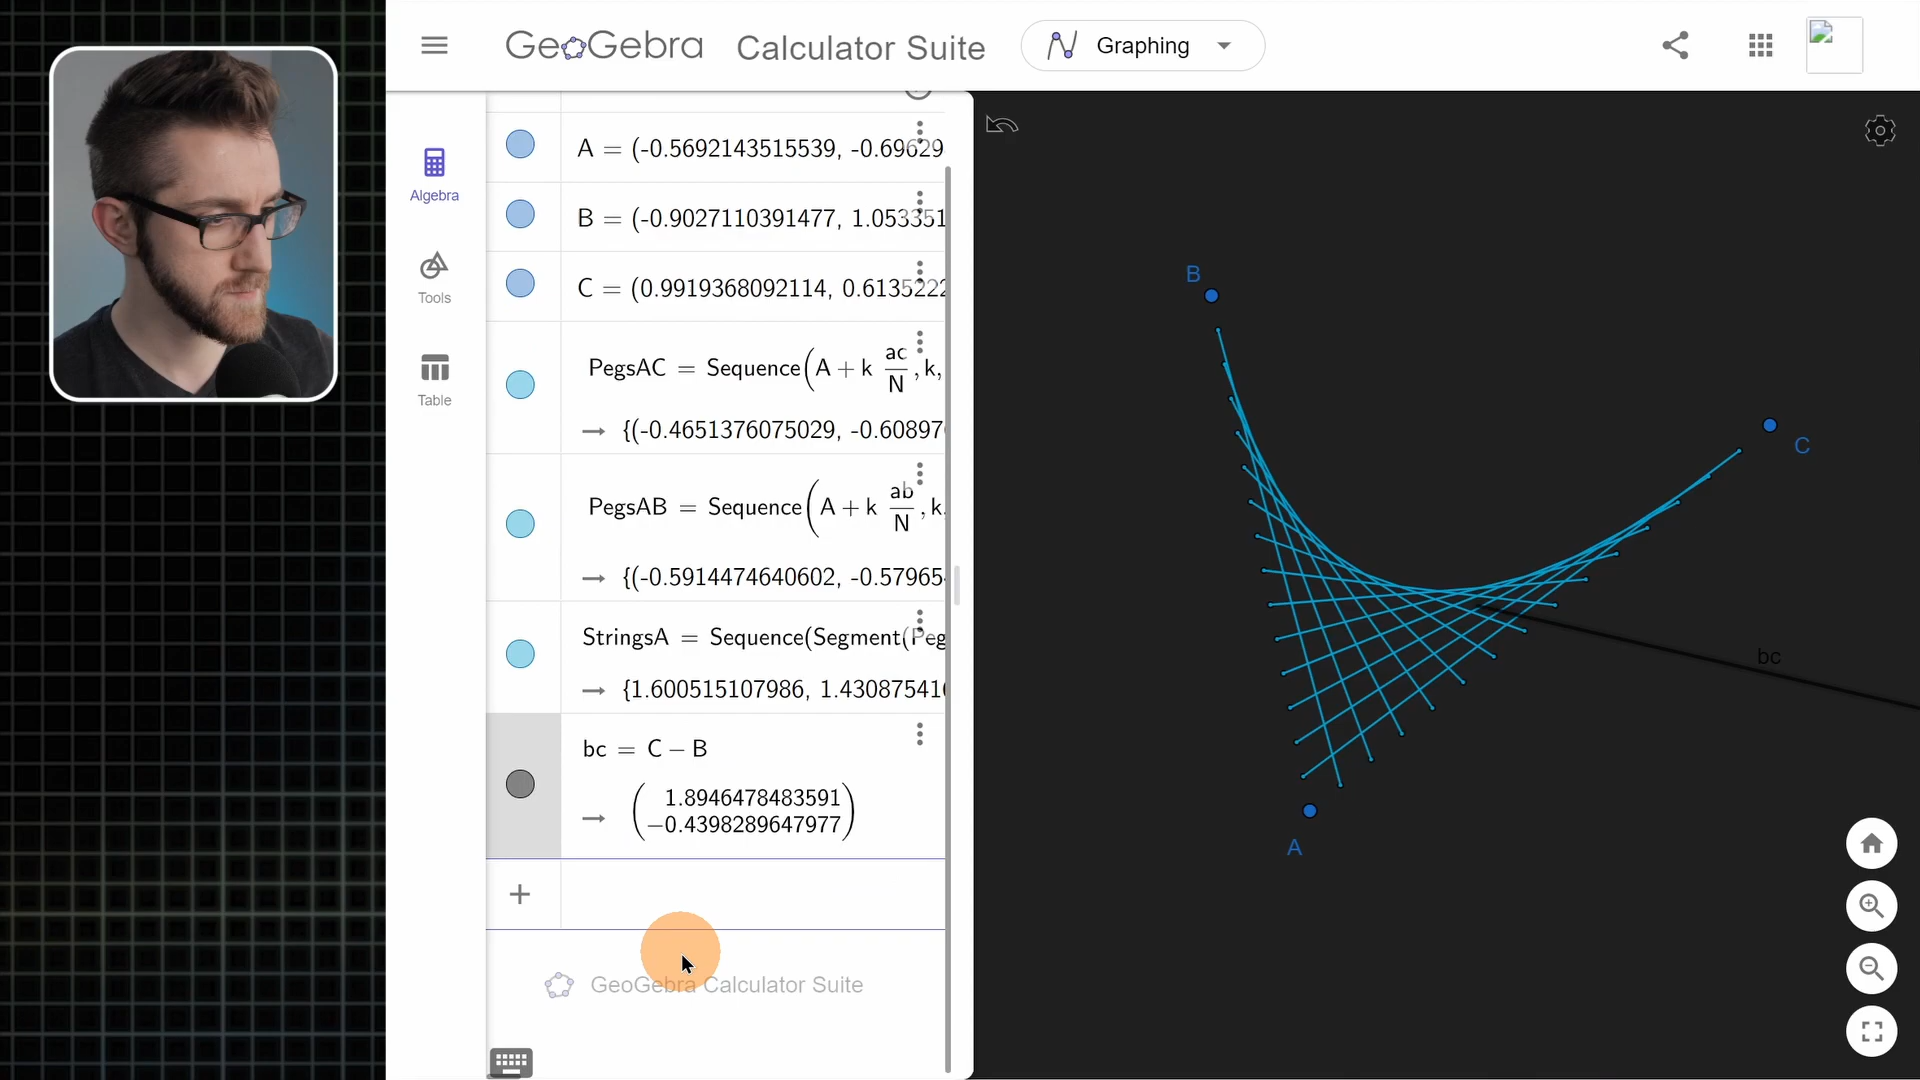 GeoGebra Calculator Suite Graphing
Algebra
Tools
Table
A = (-0.5692143515539, -0.69629
B = (-0.9027110391477, 1.053351
C = (0.9919368092114, 0.6135222
PegsAC = Sequence(A + k ac/N, k,
→ {(-0.4651376075029, -0.60897
PegsAB = Sequence(A + k ab/N, k,
→ {(-0.5914474640602, -0.57965
StringsA = Sequence(Segment(Peg
→ {1.600515107986, 1.43087541
bc = C − B
→ (1.8946478483591
−0.4398289647977)
+
GeoGebra Calculator Suite
B
C
bc
A